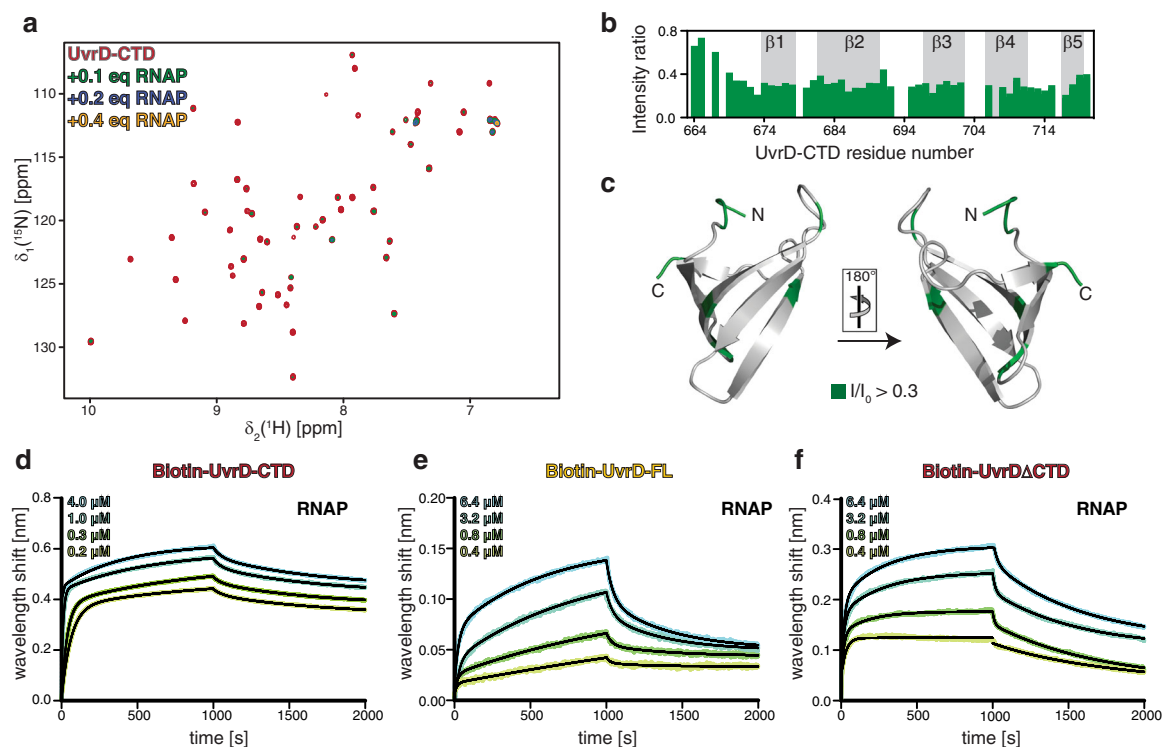 a
UvrD-CTD
+0.1 eq RNAP
+0.2 eq RNAP
+0.4 eq RNAP
110
115
120
125
130
δ₁(¹⁵N) [ppm]
10
9
8
7
δ₂(¹H) [ppm]
b
Intensity ratio
0.8
0.4
0.0
β1
β2
β3
β4
β5
664
674
684
694
704
714
UvrD-CTD residue number
c
N
C
180°
N
C
I/I₀ > 0.3
d
Biotin-UvrD-CTD
4.0 µM
1.0 µM
0.3 µM
0.2 µM
RNAP
wavelength shift [nm]
0.8
0.6
0.4
0.2
0.0
0
500
1000
1500
2000
time [s]
e
Biotin-UvrD-FL
6.4 µM
3.2 µM
0.8 µM
0.4 µM
RNAP
wavelength shift [nm]
0.20
0.15
0.10
0.05
0.00
0
500
1000
1500
2000
time [s]
f
Biotin-UvrDΔCTD
6.4 µM
3.2 µM
0.8 µM
0.4 µM
RNAP
wavelength shift [nm]
0.4
0.3
0.2
0.1
0.0
0
500
1000
1500
2000
time [s]